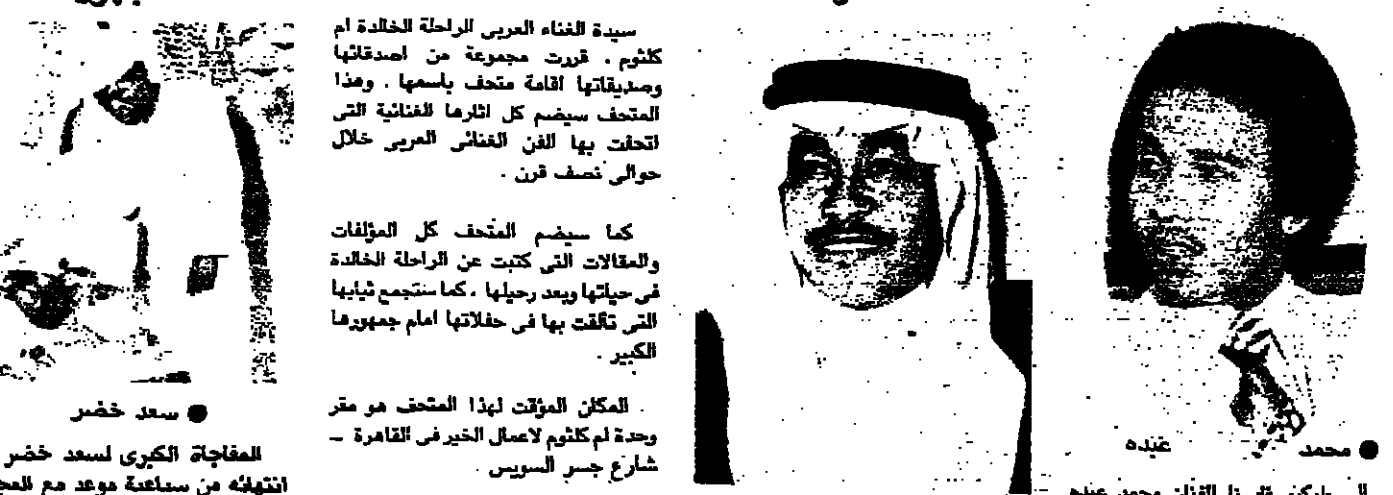 ● محمد عبده
سيدة الغناء العربى الراحلة الخالدة ام
كلثوم . قررت مجموعة من اصدقائها
وصديقاتها اقامة متحف باسمها . وهذا
المتحف سيضم كل اثارها الغنائية التى
اتحفت بها الفن الغنائى العربى خلال
حوالى نصف قرن .
كما سيضم المتحف كل المؤلفات
والمقالات التى كتبت عن الراحلة الخالدة
فى حياتها وبعد رحيلها . كما ستجمع ثيابها
التى تألقت بها فى حفلاتها امام جمهورها
الكبير .
المكان المؤقت لهذا المتحف هو مقر
وحدة ام كلثوم لاعمال الخير فى القاهرة —
شارع جسر السويس .
● سعد خضر
المفاجأة الكبرى لسعد خضر
انتهائه من سباعية موعد مع